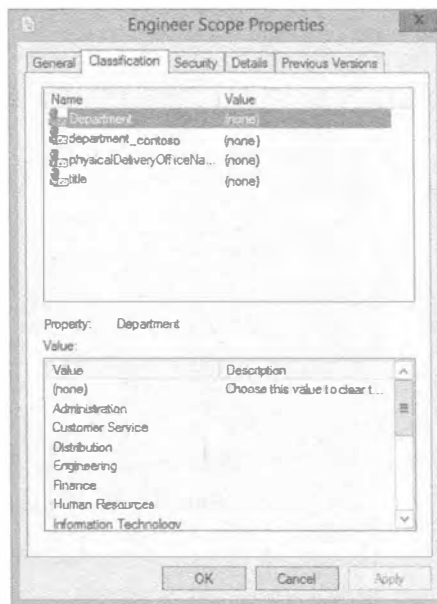 Engineer Scope Properties
x
General Classification Security Details Previous Versions
Name Value
Department (none)
department_contoso (none)
physicalDeliveryOfficeNa... (none)
title (none)
Property: Department
Value:
Value Description
(none) Choose this value to clear t...
Administration
Customer Service
Distribution
Engineering
Finance
Human Resources
Information Technology
OK Cancel Apply